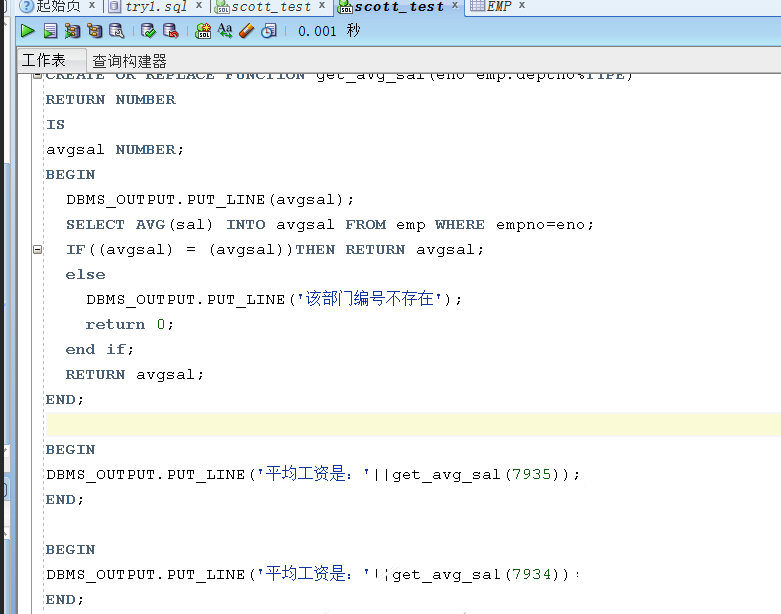 起始页 try1.sql scott_test scott_test EMP
0.001 秒
工作表 查询构建器
CREATE OR REPLACE FUNCTION get_avg_sal(eno emp.deptno%TYPE)
RETURN NUMBER
IS
avgsal NUMBER;
BEGIN
DBMS_OUTPUT.PUT_LINE(avgsal);
SELECT AVG(sal) INTO avgsal FROM emp WHERE empno=eno;
IF((avgsal) = (avgsal))THEN RETURN avgsal;
else
DBMS_OUTPUT.PUT_LINE('该部门编号不存在');
return 0;
end if;
RETURN avgsal;
END;
BEGIN
DBMS_OUTPUT.PUT_LINE('平均工资是: '||get_avg_sal(7935));
END;
BEGIN
DBMS_OUTPUT.PUT_LINE('平均工资是: '||get_avg_sal(7934));
END;